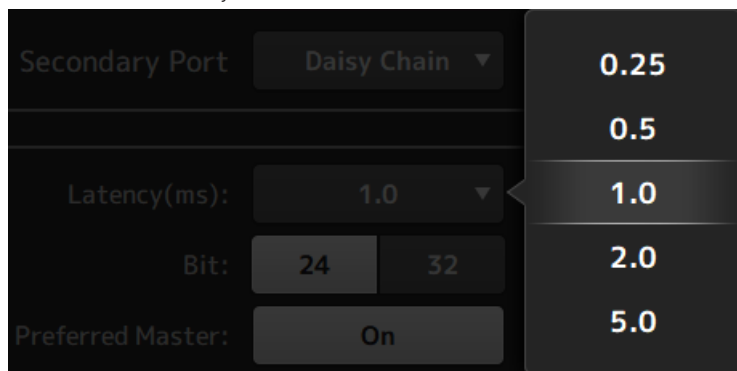 Secondary Port Daisy Chain ▼
Latency(ms): 1.0 ▼
Bit: 24 32
Preferred Master: On
0.25
0.5
1.0
2.0
5.0